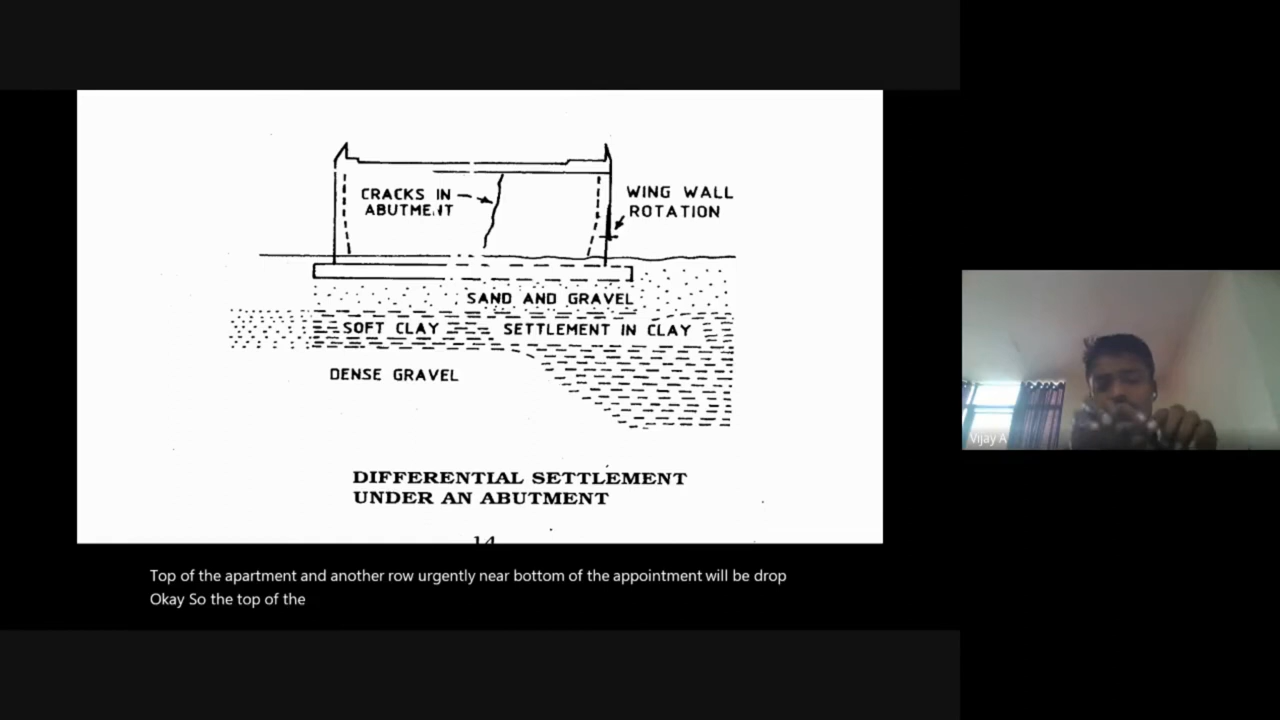 CRACKS IN
ABUTMENT
WING WALL
ROTATION
SAND AND GRAVEL
SOFT CLAY
SETTLEMENT IN CLAY
DENSE GRAVEL
DIFFERENTIAL SETTLEMENT
UNDER AN ABUTMENT
14
Vijay A
Top of the apartment and another row urgently near bottom of the appointment will be drop
Okay So the top of the